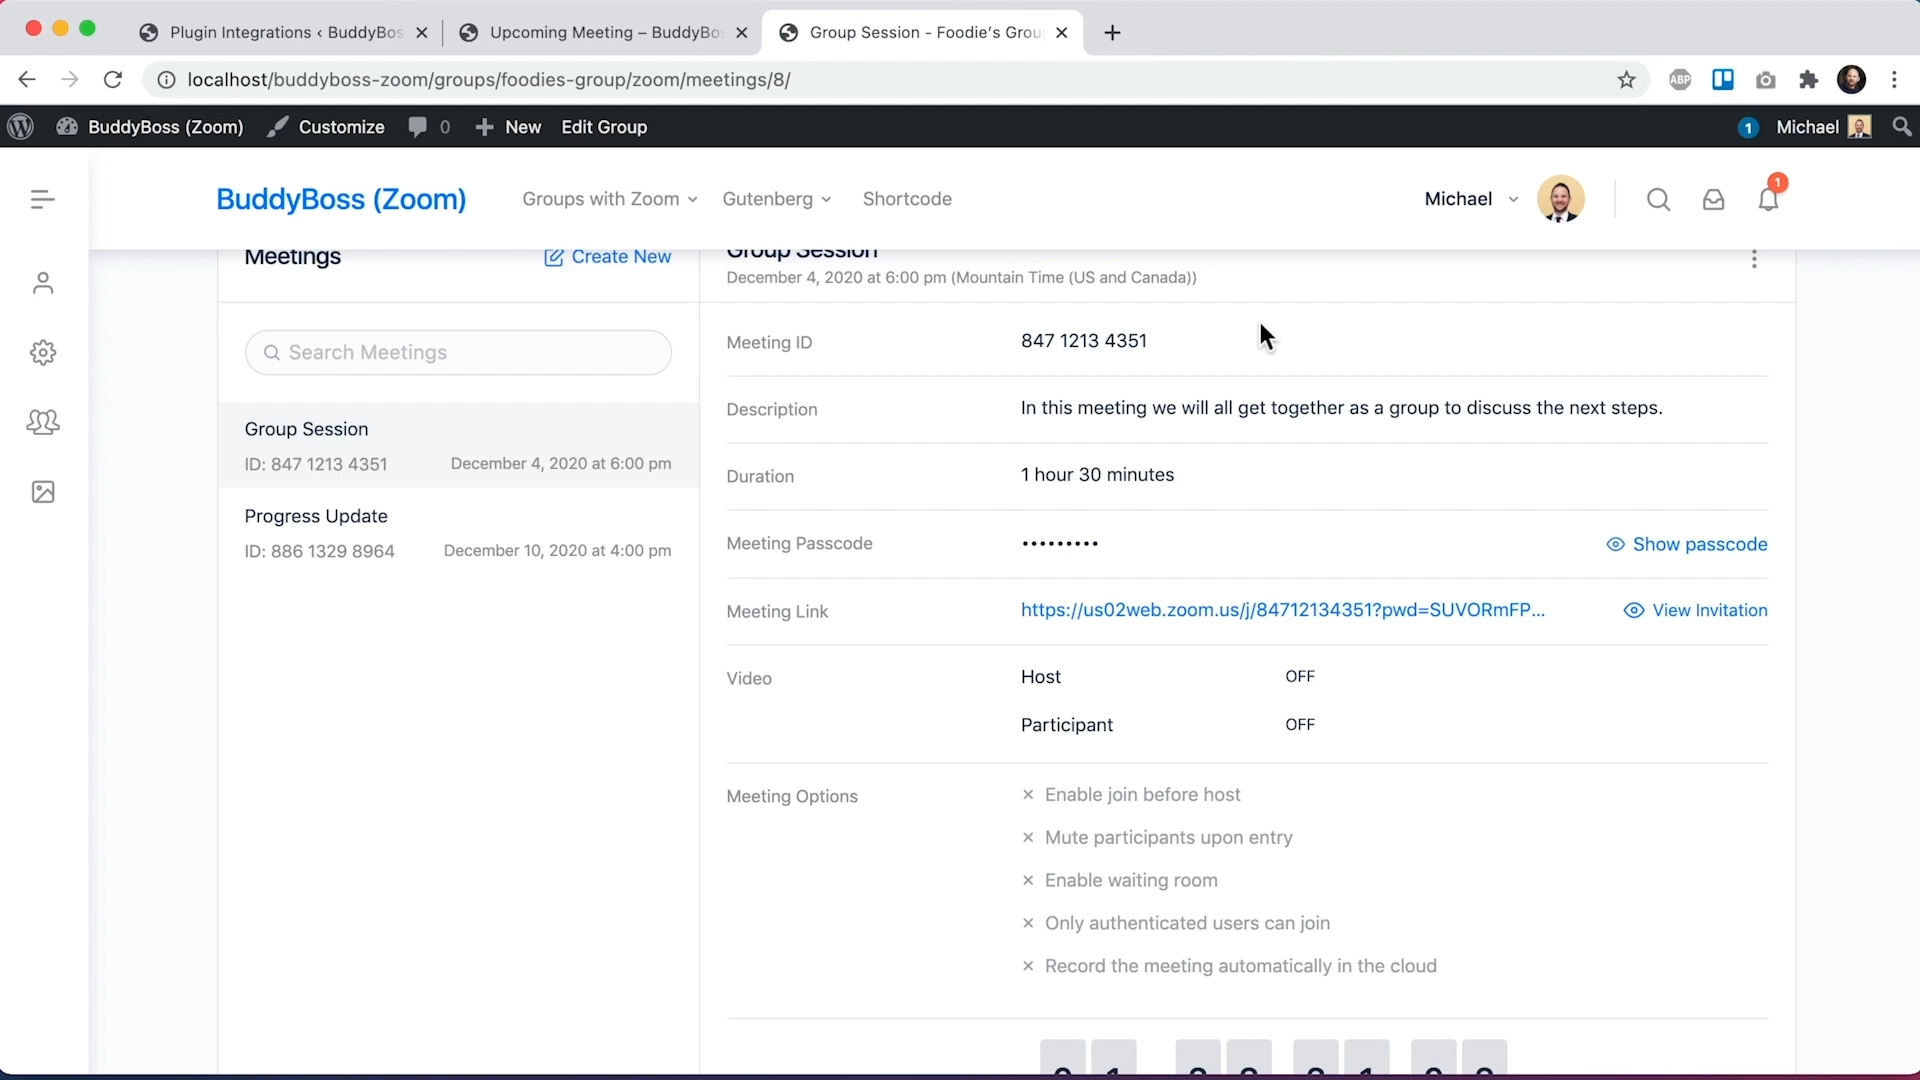 Plugin Integrations ‹ BuddyBos
Upcoming Meeting – BuddyBos
Group Session - Foodie's Grou
localhost/buddyboss-zoom/groups/foodies-group/zoom/meetings/8/
ABP
BuddyBoss (Zoom)
Customize
0
New
Edit Group
1
Michael
BuddyBoss (Zoom)
Groups with Zoom
Gutenberg
Shortcode
Michael
1
Meetings
Create New
Group Session
December 4, 2020 at 6:00 pm (Mountain Time (US and Canada))
Search Meetings
Group Session
ID: 847 1213 4351
December 4, 2020 at 6:00 pm
Progress Update
ID: 886 1329 8964
December 10, 2020 at 4:00 pm
Meeting ID
847 1213 4351
Description
In this meeting we will all get together as a group to discuss the next steps.
Duration
1 hour 30 minutes
Meeting Passcode
•••••••••
Show passcode
Meeting Link
https://us02web.zoom.us/j/84712134351?pwd=SUVORmFP...
View Invitation
Video
Host
OFF
Participant
OFF
Meeting Options
× Enable join before host
× Mute participants upon entry
× Enable waiting room
× Only authenticated users can join
× Record the meeting automatically in the cloud